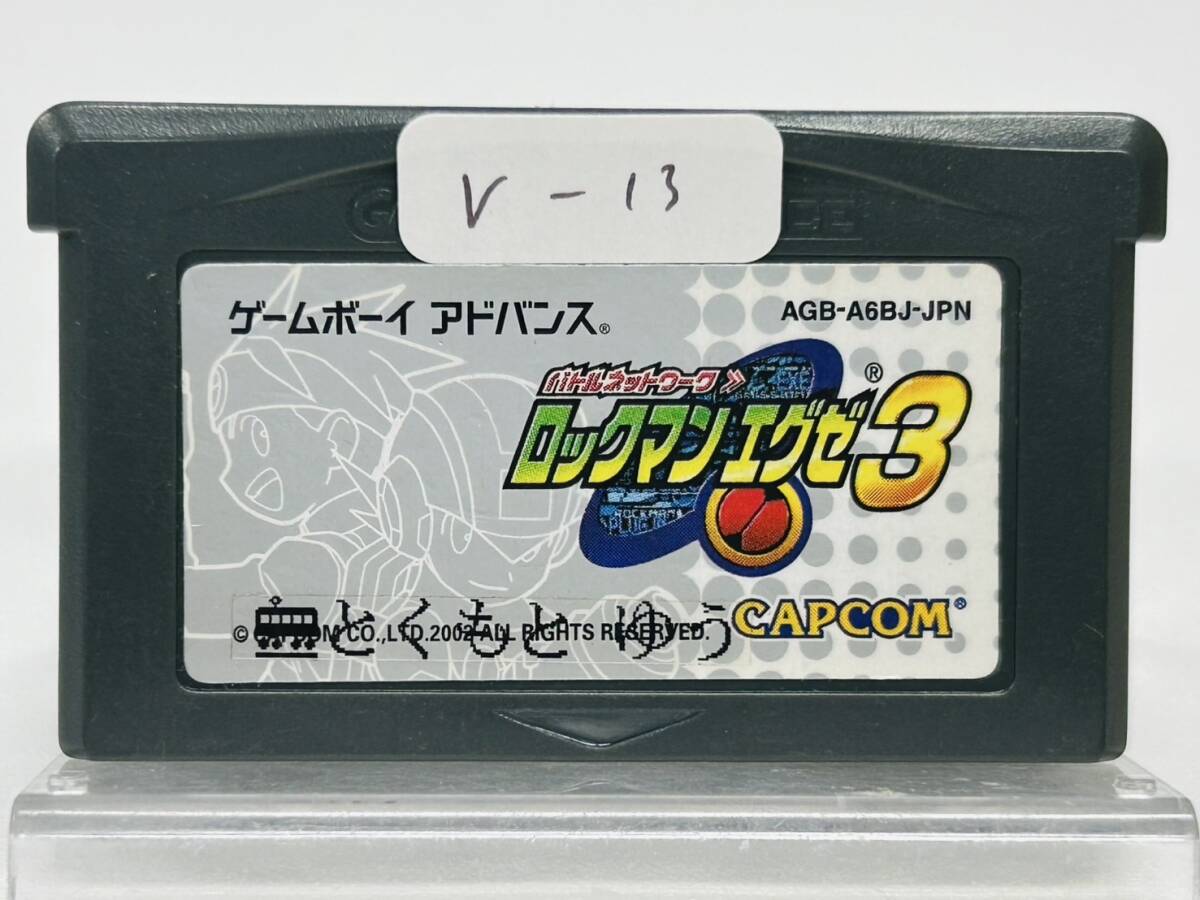 V-13
ゲームボーイ アドバンス®
AGB-A6BJ-JPN
バトルネットワーク
ロックマン エグゼ3®
CAPCOM®
© CO.,LTD.2002 ALL RIGHTS RESERVED.
とくもと ゆう